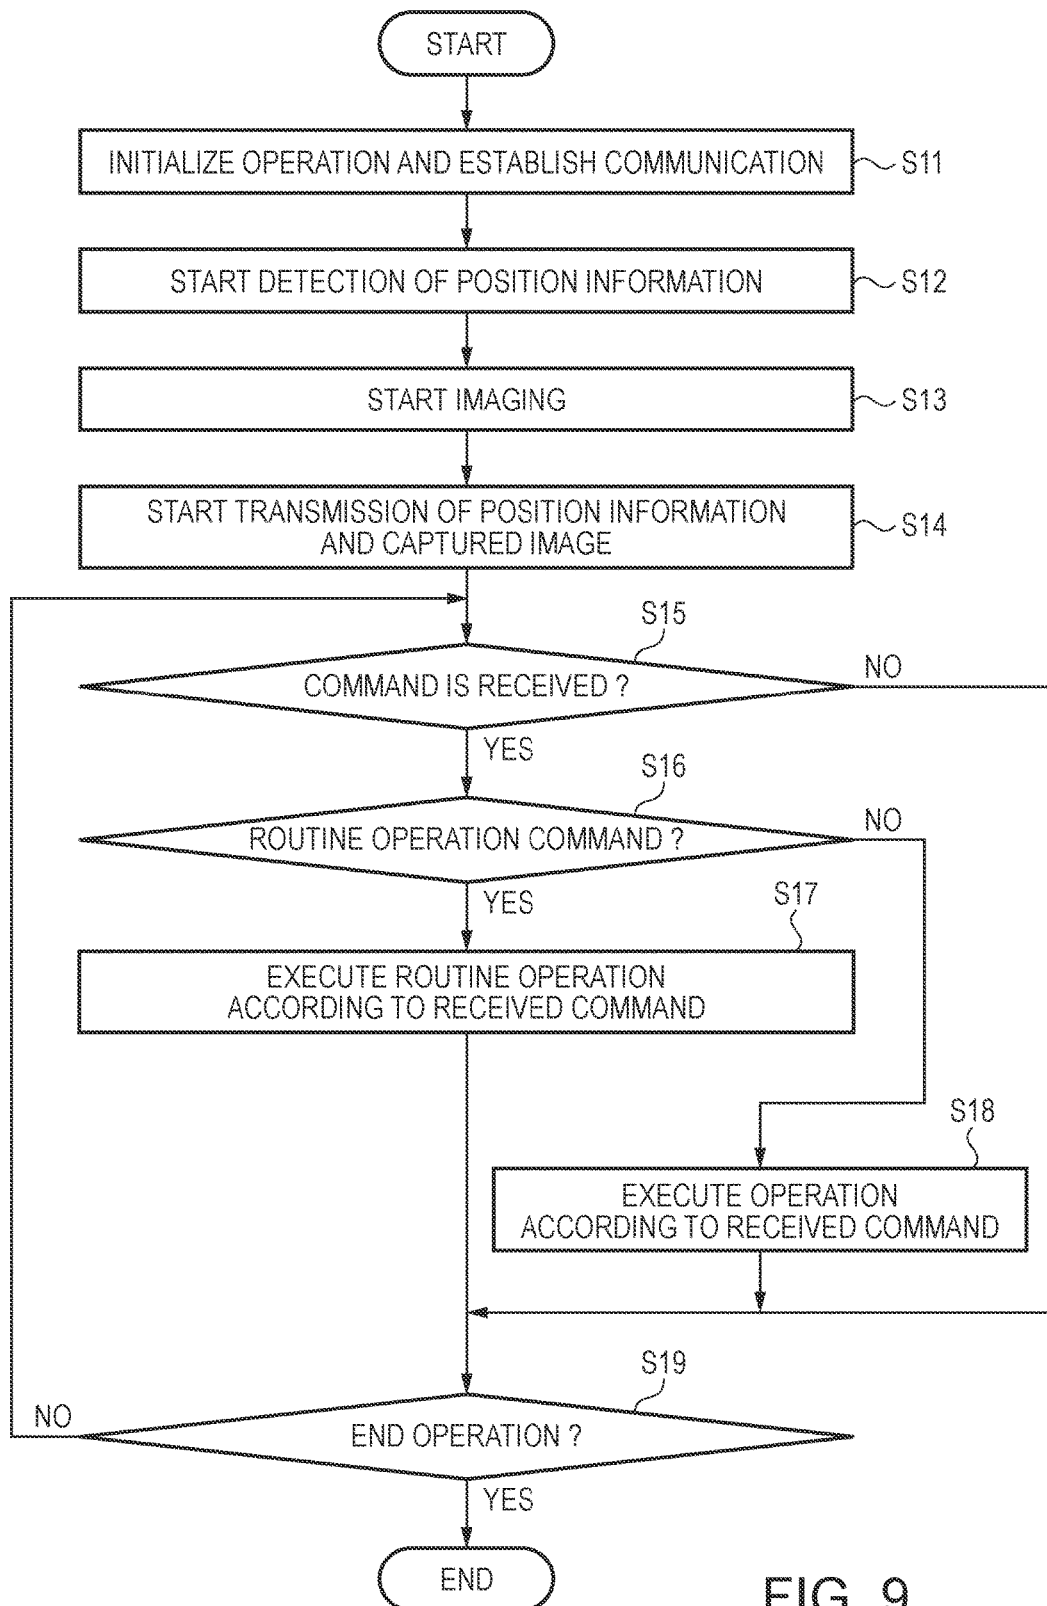 START
INITIALIZE OPERATION AND ESTABLISH COMMUNICATION
S11
START DETECTION OF POSITION INFORMATION
S12
START IMAGING
S13
START TRANSMISSION OF POSITION INFORMATION
AND CAPTURED IMAGE
S14
S15
COMMAND IS RECEIVED ?
NO
YES
S16
ROUTINE OPERATION COMMAND ?
NO
YES
S17
EXECUTE ROUTINE OPERATION
ACCORDING TO RECEIVED COMMAND
S18
EXECUTE OPERATION
ACCORDING TO RECEIVED COMMAND
S19
END OPERATION ?
NO
YES
END
FIG. 9